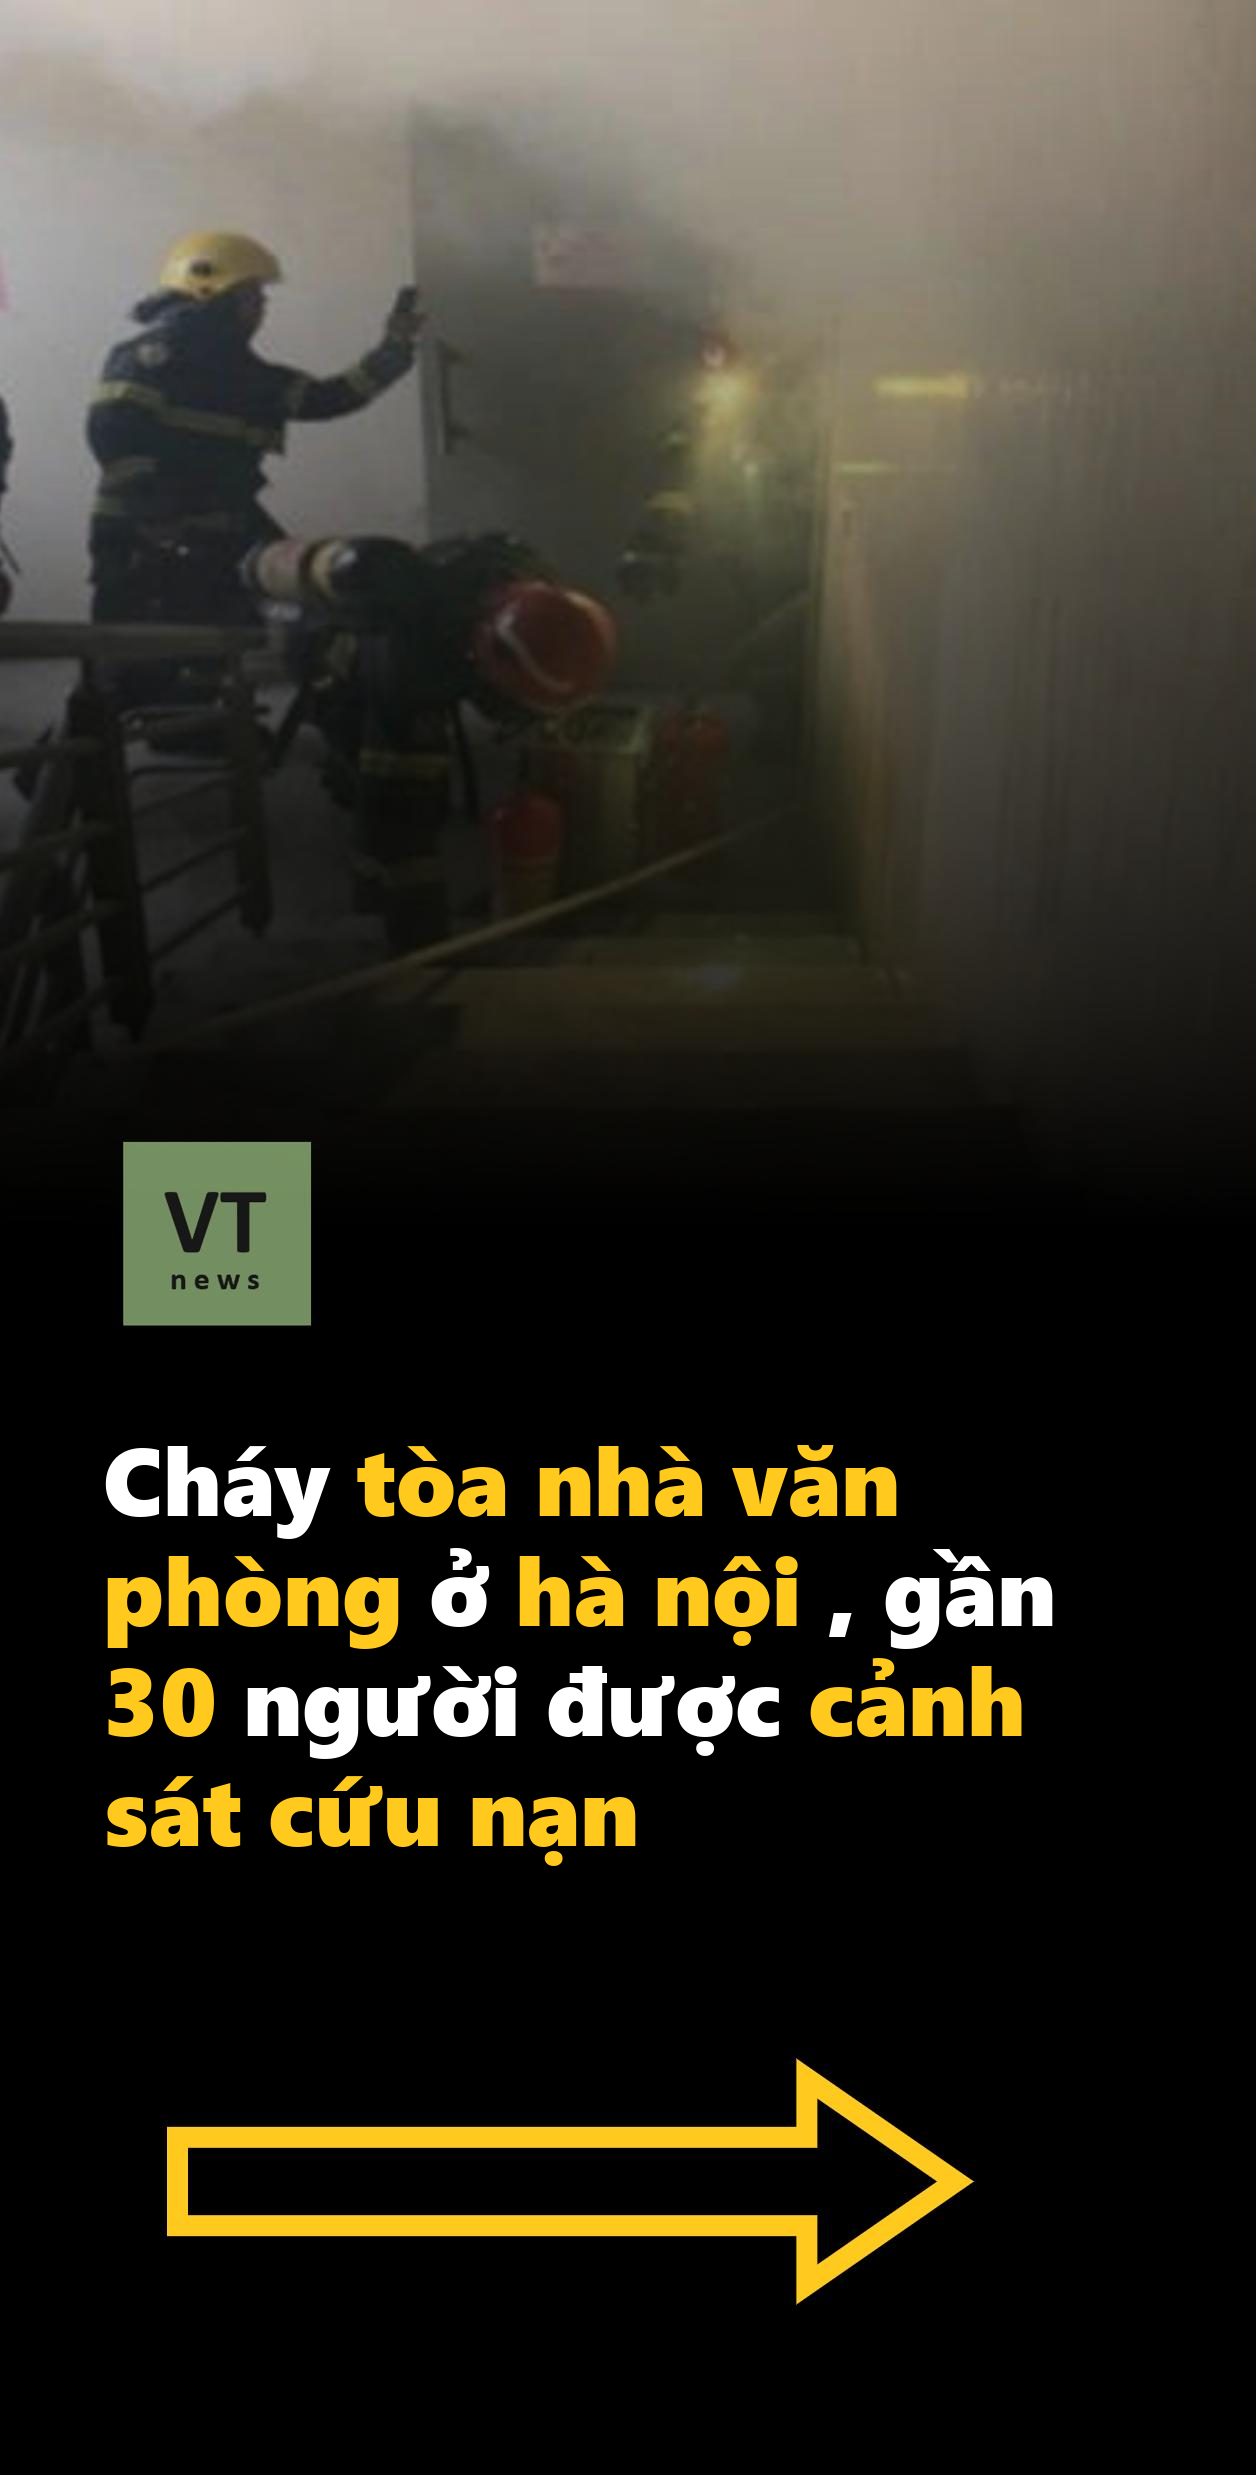 VT
news
Cháy tòa nhà văn
phòng ở hà nội , gần
30 người được cảnh
sát cứu nạn